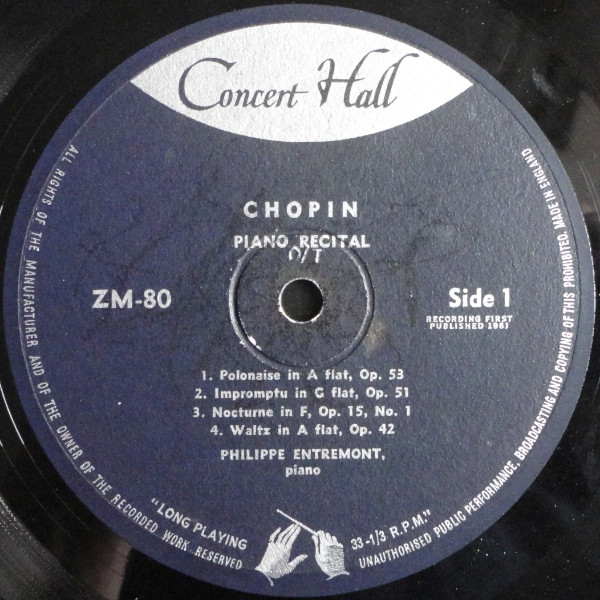 Concert Hall
CHOPIN
PIANO RECITAL
O/T
ZM-80
Side 1
RECORDING FIRST
PUBLISHED 1961
1. Polonaise in A flat, Op. 53
2. Impromptu in G flat, Op. 51
3. Nocturne in F, Op. 15, No. 1
4. Waltz in A flat, Op. 42
PHILIPPE ENTREMONT,
piano
"LONG PLAYING
33-1/3 R.P.M."
ALL RIGHTS OF THE MANUFACTURER AND OF THE OWNER OF THE RECORDED WORK RESERVED
UNAUTHORISED PUBLIC PERFORMANCE, BROADCASTING AND COPYING OF THIS PROHIBITED. MADE IN ENGLAND